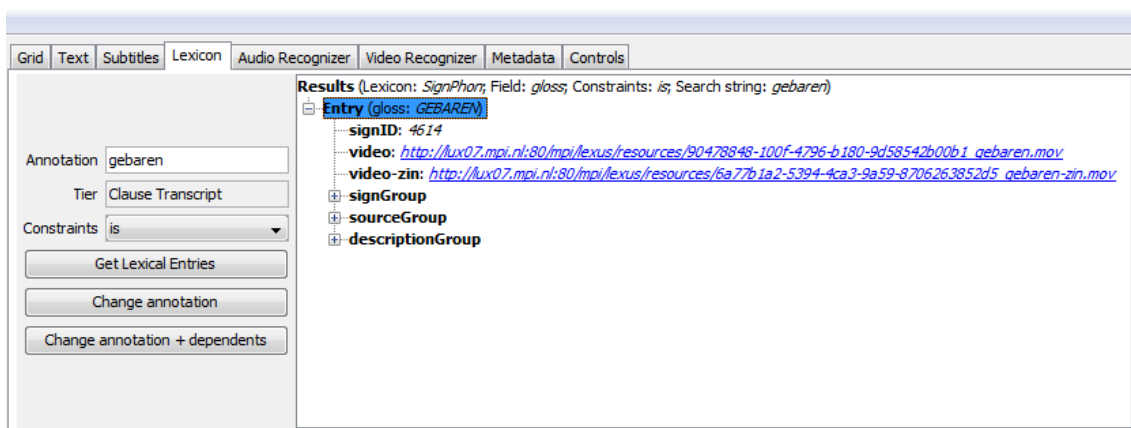 Grid Text Subtitles Lexicon Audio Recognizer Video Recognizer Metadata Controls
Results (Lexicon: SignPhon; Field: gloss; Constraints: is; Search string: gebaren)
Entry (gloss: GEBAREN)
signID: 4614
video: http://lux07.mpi.nl:80/mpi/lexus/resources/90478848-100f-4796-b180-9d58542b00b1_gebaren.mov
Annotation gebaren
video-zin: http://lux07.mpi.nl:80/mpi/lexus/resources/6a77b1a2-5394-4ca3-9a59-8706263852d5_gebaren-zin.mov
Tier Clause Transcript
signGroup
sourceGroup
Constraints is
descriptionGroup
Get Lexical Entries
Change annotation
Change annotation + dependents